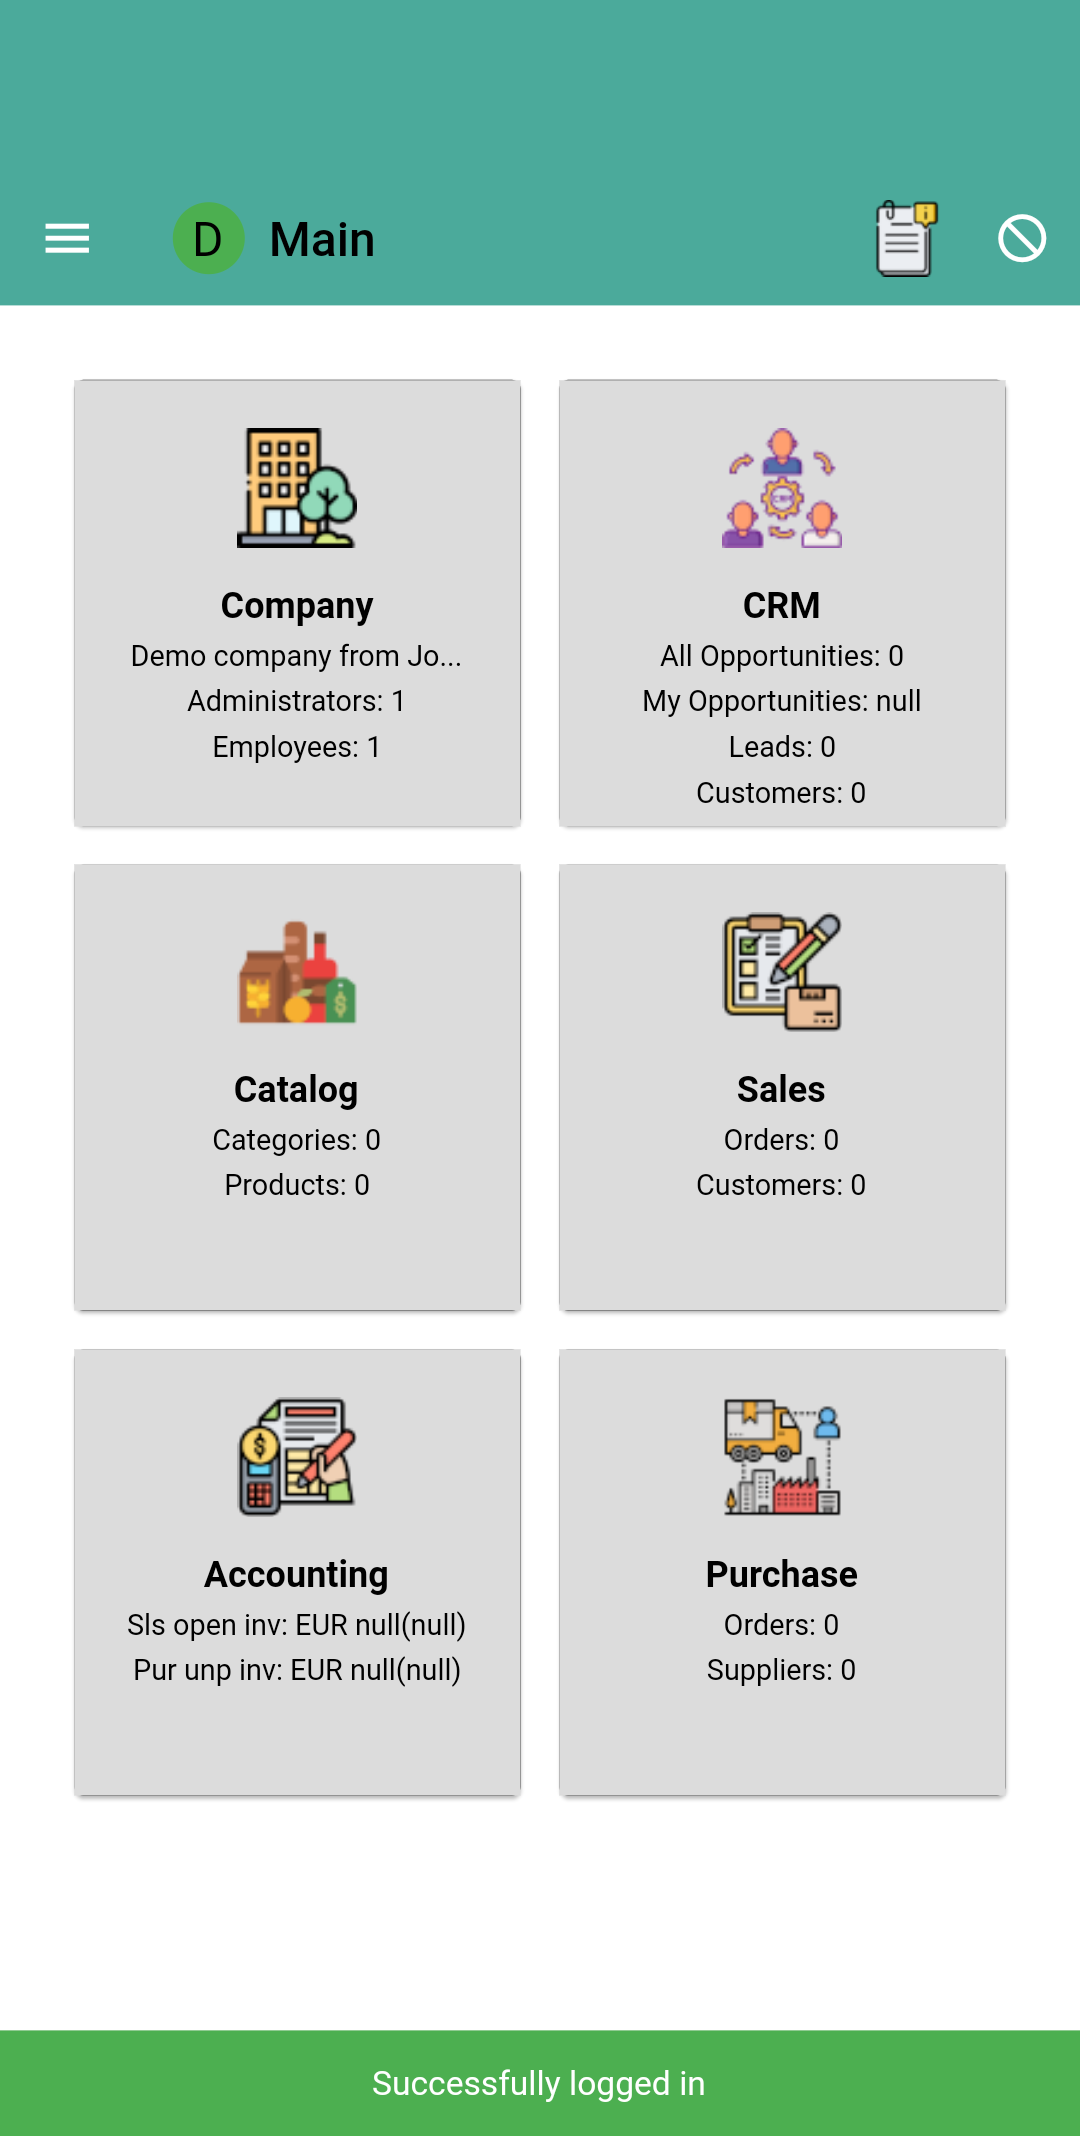 D Main
Company
Demo company from Jo...
Administrators: 1
Employees: 1
CRM
All Opportunities: 0
My Opportunities: null
Leads: 0
Customers: 0
Catalog
Categories: 0
Products: 0
Sales
Orders: 0
Customers: 0
Accounting
Sls open inv: EUR null(null)
Pur unp inv: EUR null(null)
Purchase
Orders: 0
Suppliers: 0
Successfully logged in